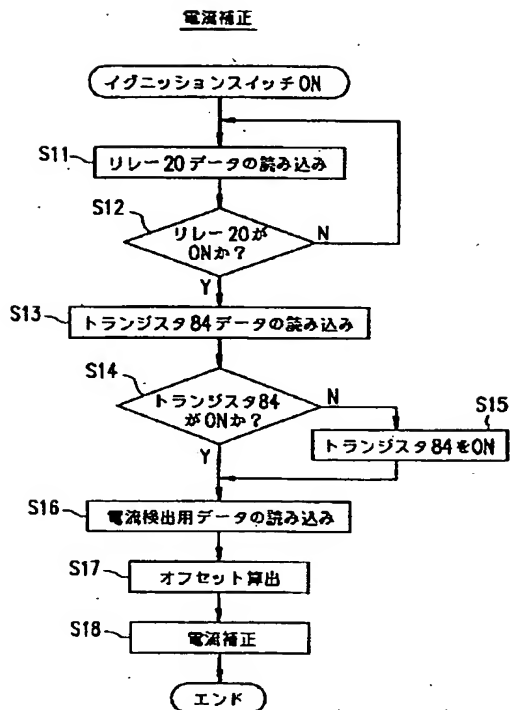 電流補正
イグニッションスイッチON
S11
リレー20データの読み込み
S12
リレー20が
ONか?
N
Y
S13
トランジスタ84データの読み込み
S14
トランジスタ84
がONか?
N
S15
トランジスタ84をON
Y
S16
電流検出用データの読み込み
S17
オフセット算出
S18
電流補正
エンド